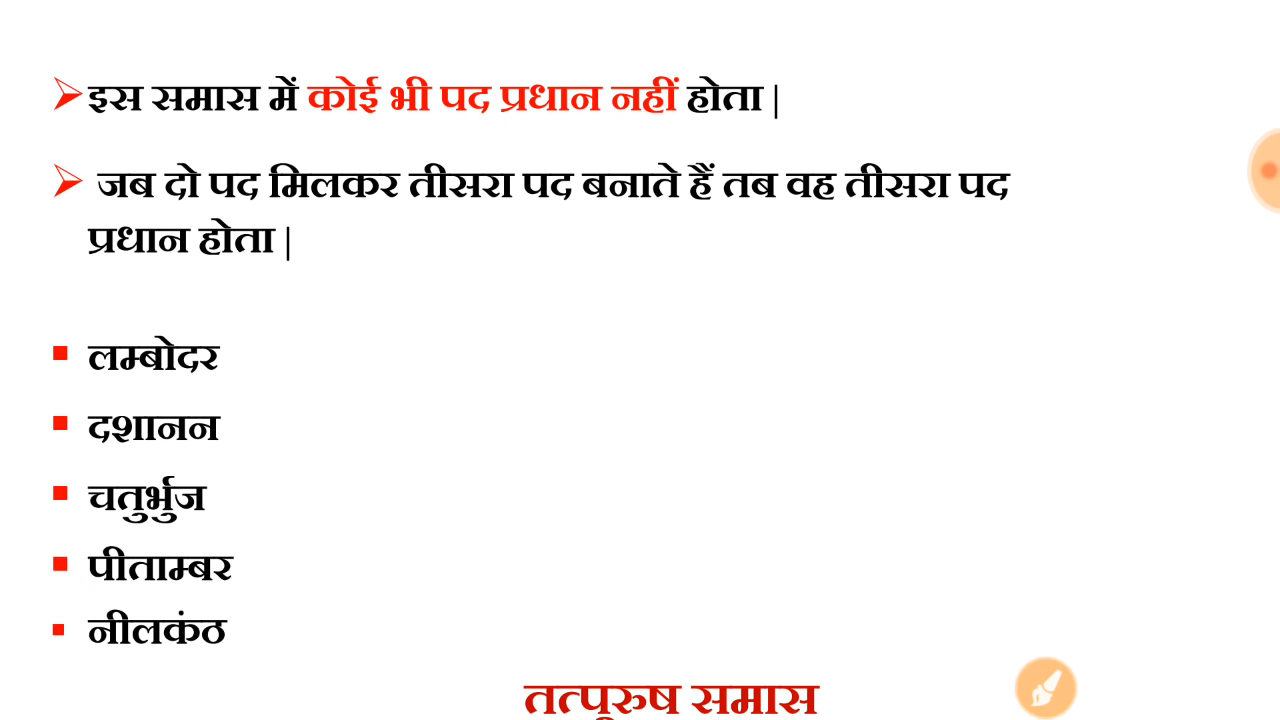 इस समास में कोई भी पद प्रधान नहीं होता |
जब दो पद मिलकर तीसरा पद बनाते हैं तब वह तीसरा पद
प्रधान होता |
लम्बोदर
दशानन
चतुर्भुज
पीताम्बर
नीलकंठ
तत्पुरुष समास